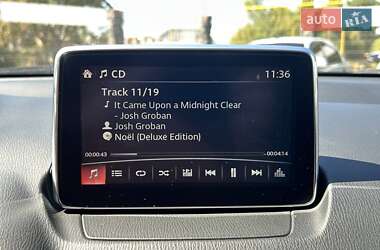 auto RIA
CD 11:36
Track 11/19
It Came Upon a Midnight Clear
- Josh Groban
Josh Groban
Noël (Deluxe Edition)
00:00:43 -00:04:14